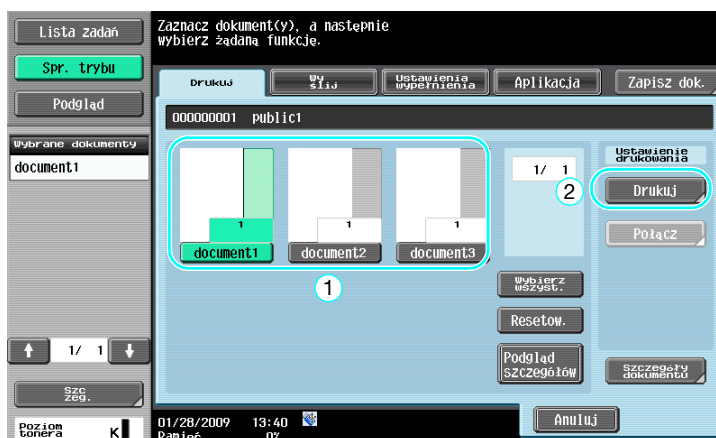 Lista zadań
Spr. trybu
Podgląd
Wybrane dokumenty
document1
1/ 1
Szc
zeg.
Poziom
tonera K
Zaznacz dokument(y), a następnie
wybierz żądaną funkcję.
Drukuj
Wy
ślij
Ustawienia
wypełnienia
Aplikacja
Zapisz dok.
000000001 public1
1
document1
1
document2
1
document3
1
1/ 1
2
Wybierz
wszyst.
Resetow.
Podgląd
szczegółów
Ustawienie
drukowania
Drukuj
Połącz
Szczegóły
dokumentu
01/28/2009 13:40
Pamięć 0%
Anuluj